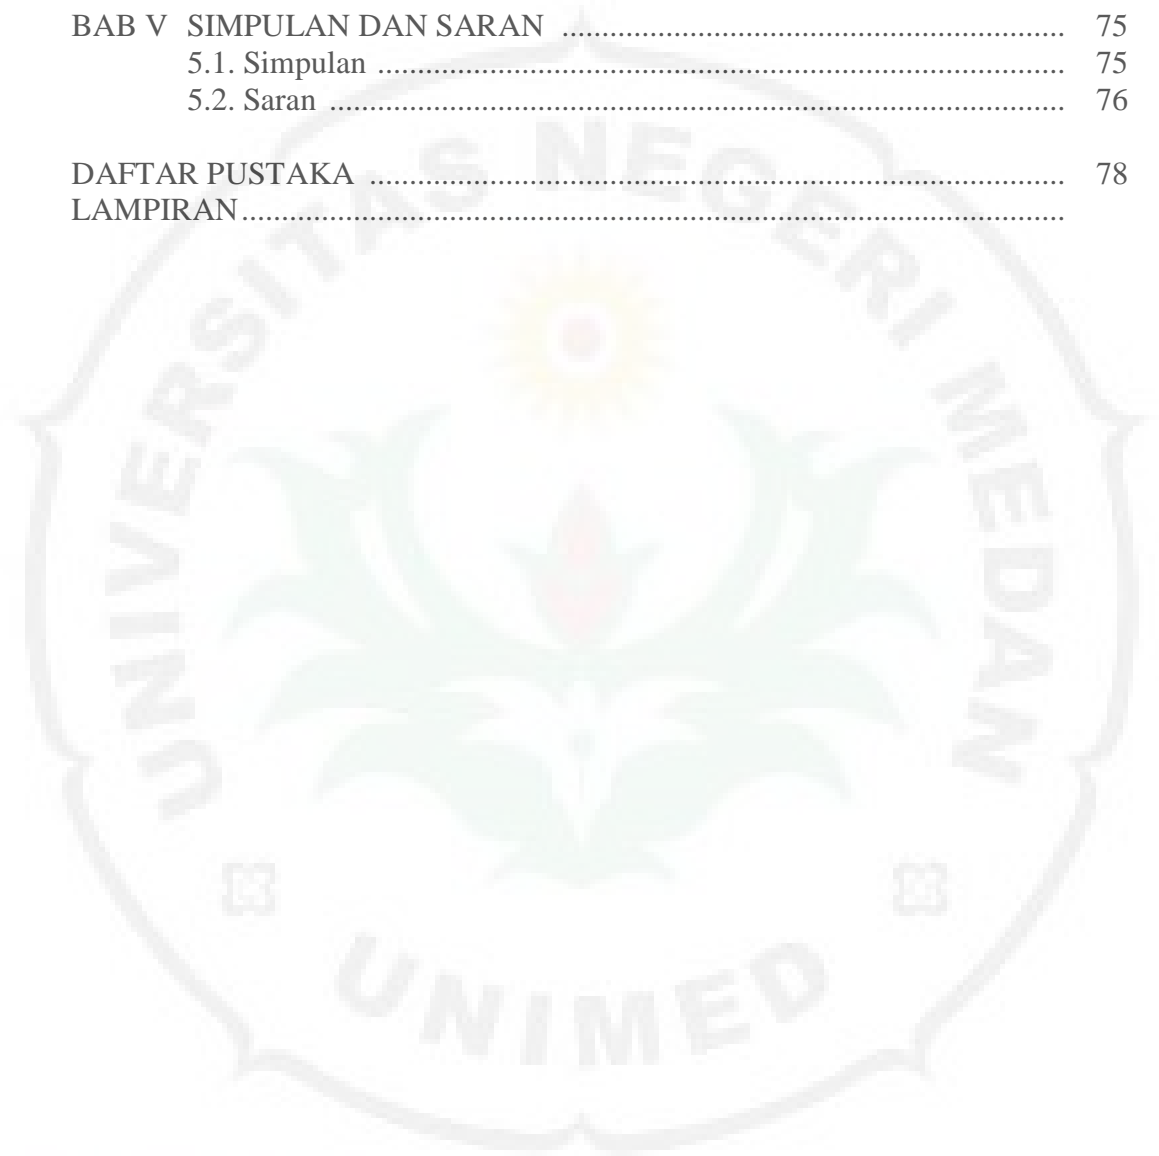 BAB V SIMPULAN DAN SARAN ..................................................... 75
5.1. Simpulan ........................................................................ 75
5.2. Saran ............................................................................. 76
DAFTAR PUSTAKA ......................................................................... 78
LAMPIRAN.......................................................................................
UNIVERSITAS NEGERI MEDAN
UNIMED